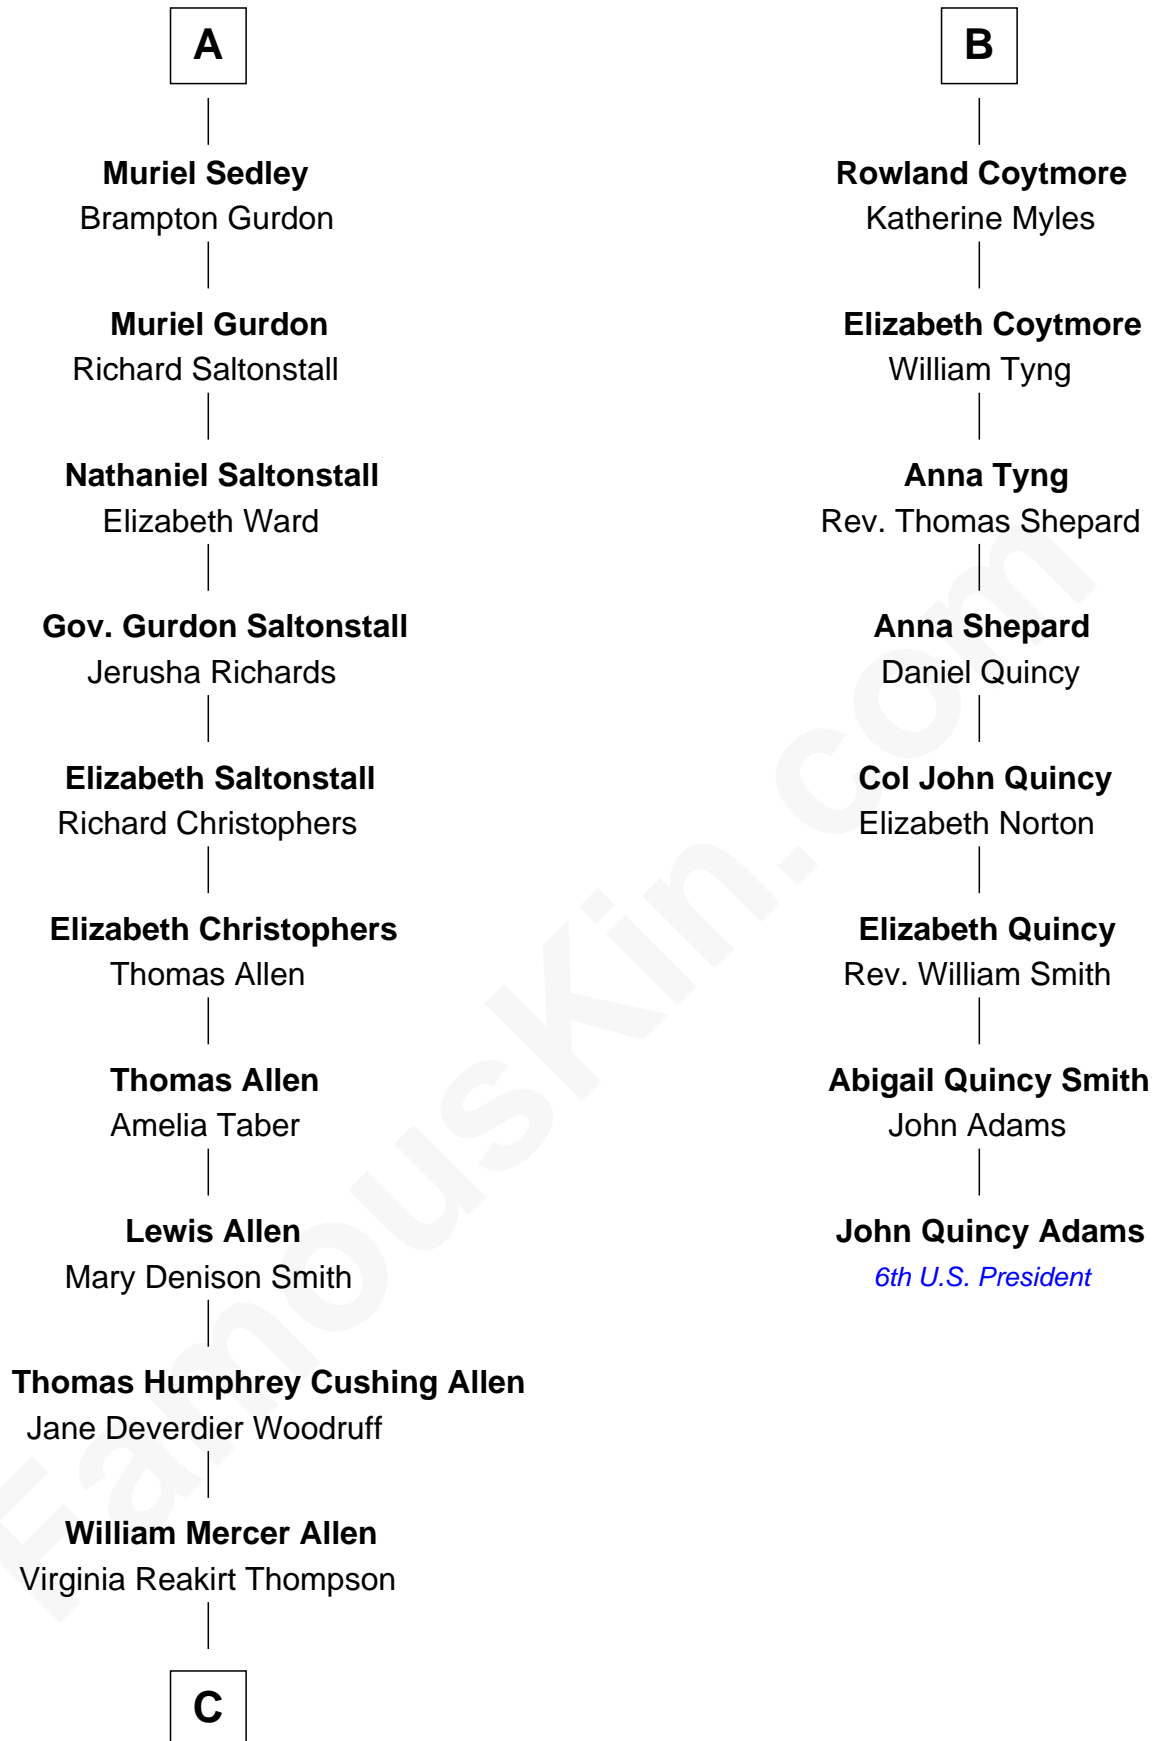 A
Muriel Sedley
Brampton Gurdon
Muriel Gurdon
Richard Saltonstall
Nathaniel Saltonstall
Elizabeth Ward
Gov. Gurdon Saltonstall
Jerusha Richards
Elizabeth Saltonstall
Richard Christophers
Elizabeth Christophers
Thomas Allen
Thomas Allen
Amelia Taber
Lewis Allen
Mary Denison Smith
Thomas Humphrey Cushing Allen
Jane Deverdier Woodruff
William Mercer Allen
Virginia Reakirt Thompson
C
B
Rowland Coytmore
Katherine Myles
Elizabeth Coytmore
William Tyng
Anna Tyng
Rev. Thomas Shepard
Anna Shepard
Daniel Quincy
Col John Quincy
Elizabeth Norton
Elizabeth Quincy
Rev. William Smith
Abigail Quincy Smith
John Adams
John Quincy Adams
6th U.S. President
FamousKin.com